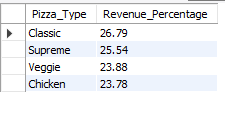 Pizza_Type Revenue_Percentage
Classic 26.79
Supreme 25.54
Veggie 23.88
Chicken 23.78